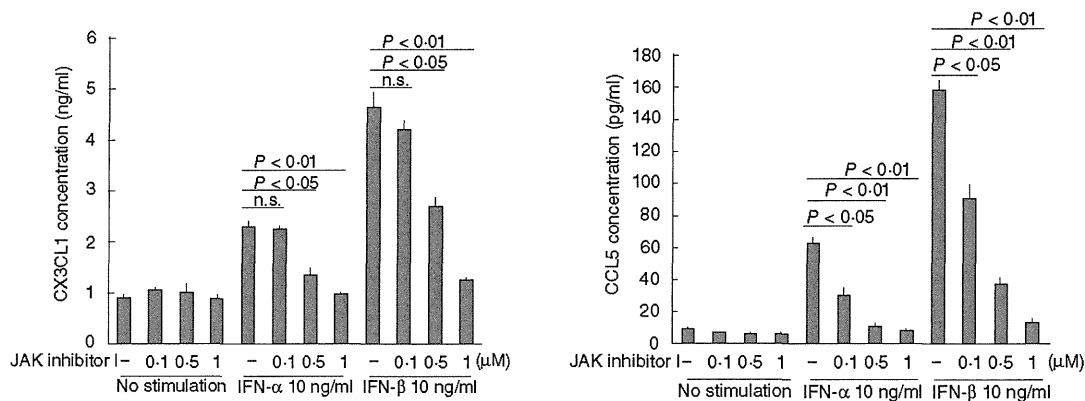 CX3CL1 concentration (ng/ml)
6
5
4
3
2
1
0
P < 0·01
P < 0·05
n.s.
P < 0·01
P < 0·05
n.s.
JAK inhibitor I – 0·1 0·5 1 – 0·1 0·5 1 – 0·1 0·5 1 (μM)
No stimulation IFN-α 10 ng/ml IFN-β 10 ng/ml
CCL5 concentration (pg/ml)
180
160
140
120
100
80
60
40
20
0
P < 0·01
P < 0·01
P < 0·05
P < 0·01
P < 0·01
P < 0·05
JAK inhibitor I – 0·1 0·5 1 – 0·1 0·5 1 – 0·1 0·5 1 (μM)
No stimulation IFN-α 10 ng/ml IFN-β 10 ng/ml